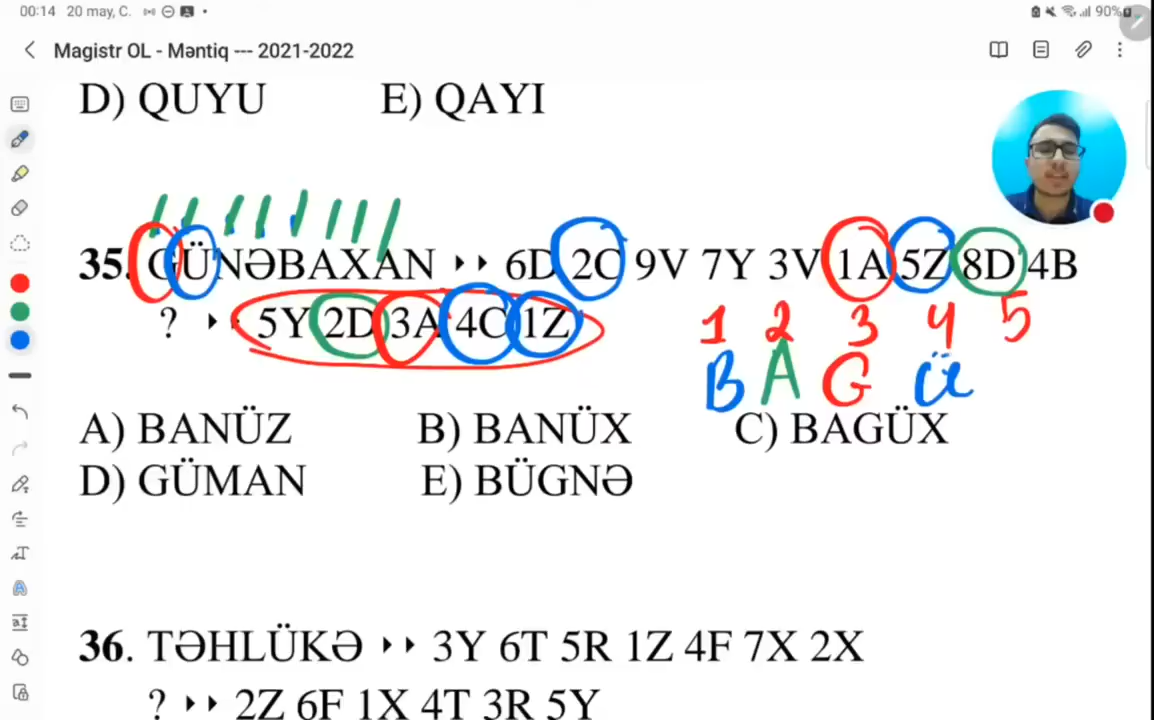 00:14 20 may, C. 90%
Magistr OL - Məntiq --- 2021-2022
D) QUYU E) QAYI
35. GÜNƏBAXAN 6D 2C 9V 7Y 3V 1A 5Z 8D 4B
? 5Y 2D 3A 4C 1Z
1 2 3 4 5
B A G Ü
A) BANÜZ B) BANÜX C) BAGÜX
D) GÜMAN E) BÜGNƏ
36. TƏHLÜKƏ 3Y 6T 5R 1Z 4F 7X 2X
? 2Z 6F 1X 4T 3R 5Y